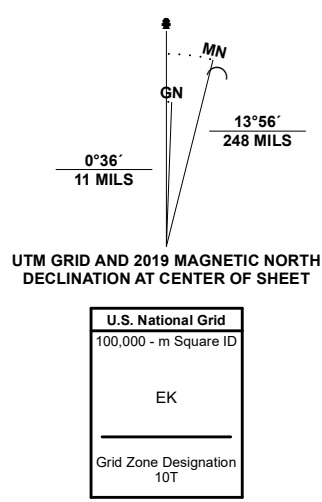 MN
GN
13°56´
248 MILS
0°36´
11 MILS
UTM GRID AND 2019 MAGNETIC NORTH
DECLINATION AT CENTER OF SHEET
U.S. National Grid
100,000 - m Square ID
EK
Grid Zone Designation
10T